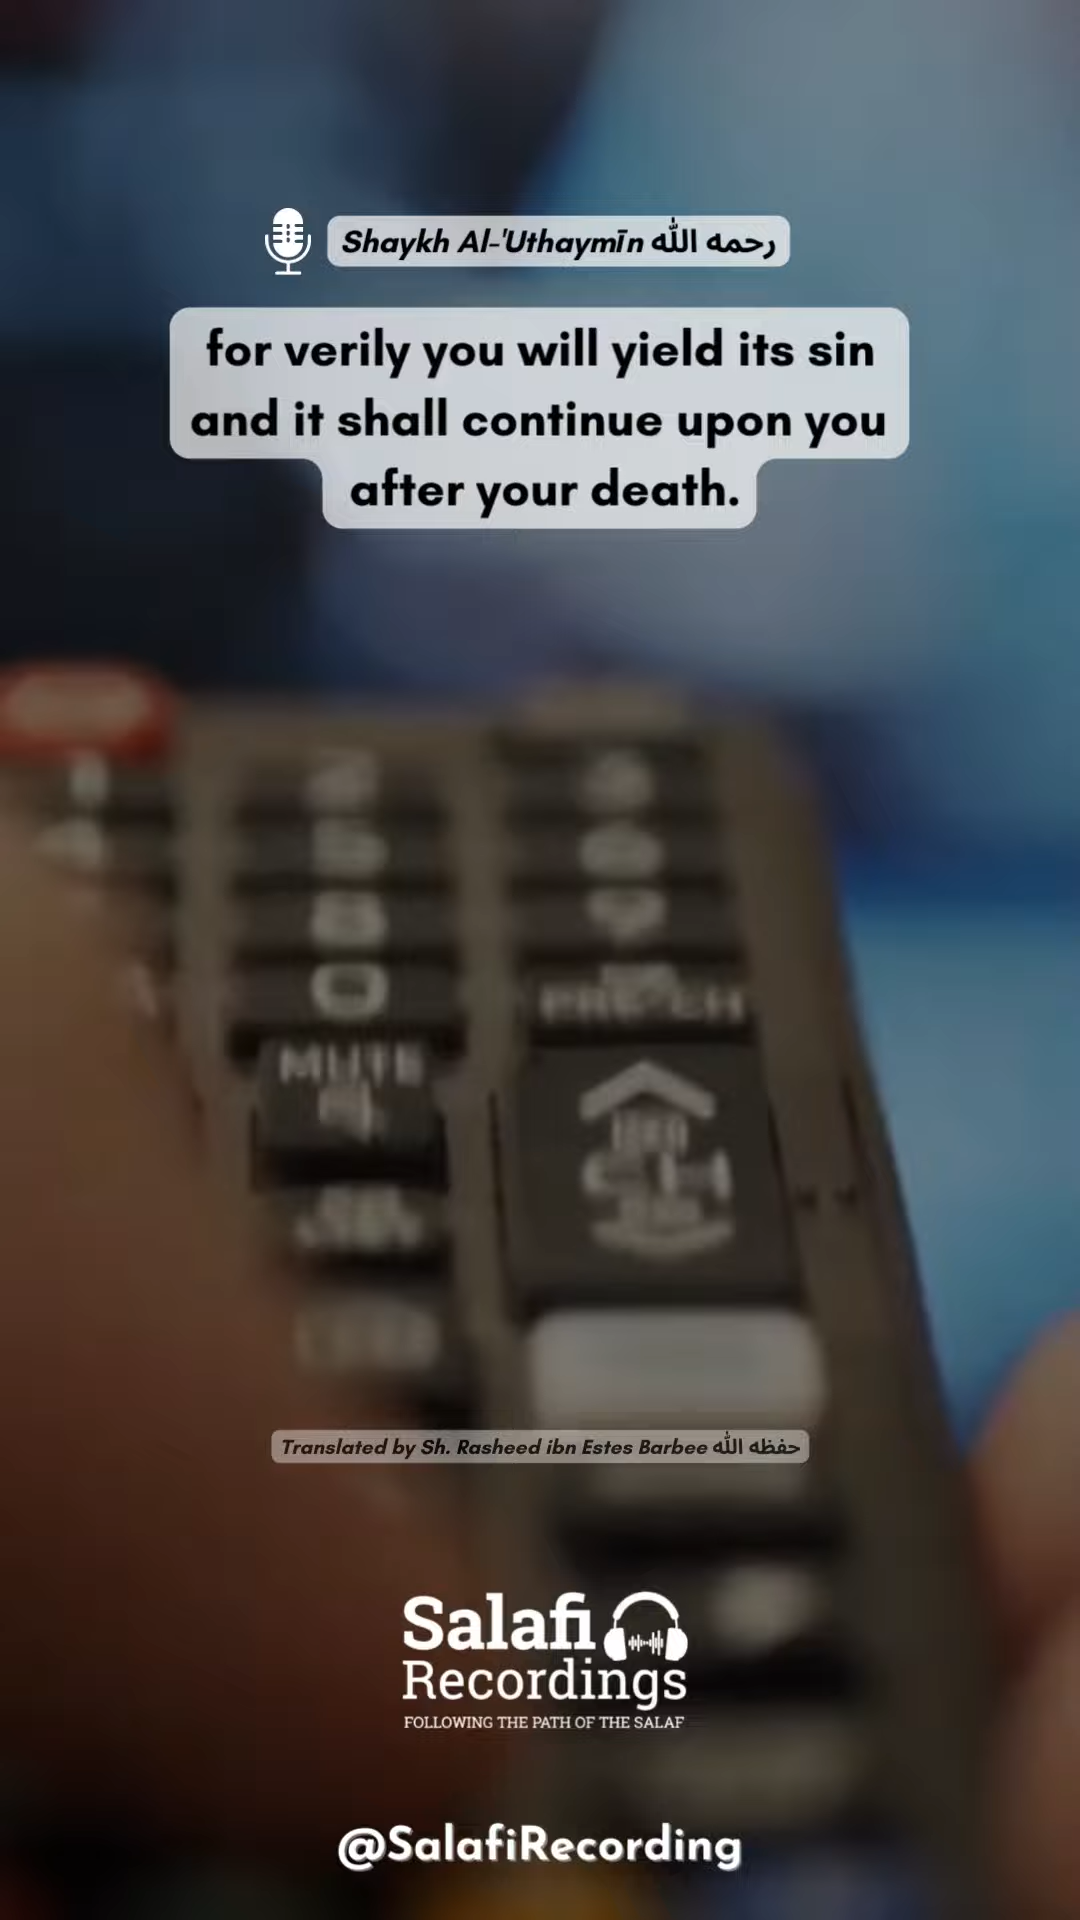 Shaykh Al-'Uthaymīn رحمه الله
for verily you will yield its sin
and it shall continue upon you
after your death.
MUTE
CH
Translated by Sh. Rasheed ibn Estes Barbee حفظه الله
Salafi
Recordings
FOLLOWING THE PATH OF THE SALAF
@SalafiRecording